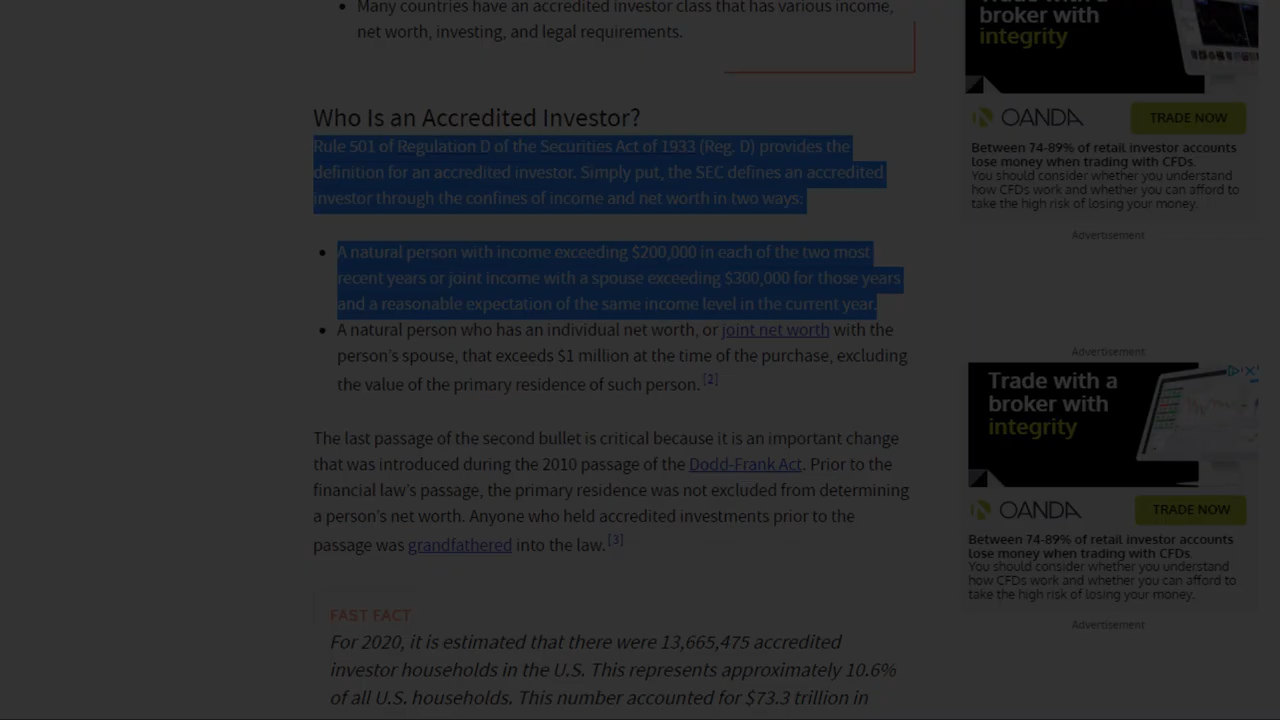 Many countries have an accredited investor class that has various income,
net worth, investing, and legal requirements.
Who Is an Accredited Investor?
Rule 501 of Regulation D of the Securities Act of 1933 (Reg. D) provides the
definition for an accredited investor. Simply put, the SEC defines an accredited
investor through the confines of income and net worth in two ways:
A natural person with income exceeding $200,000 in each of the two most
recent years or joint income with a spouse exceeding $300,000 for those years
and a reasonable expectation of the same income level in the current year.
A natural person who has an individual net worth, or joint net worth with the
person's spouse, that exceeds $1 million at the time of the purchase, excluding
the value of the primary residence of such person. [2]
The last passage of the second bullet is critical because it is an important change
that was introduced during the 2010 passage of the Dodd-Frank Act. Prior to the
financial law's passage, the primary residence was not excluded from determining
a person's net worth. Anyone who held accredited investments prior to the
passage was grandfathered into the law. [3]
FAST FACT
For 2020, it is estimated that there were 13,665,475 accredited
investor households in the U.S. This represents approximately 10.6%
of all U.S. households. This number accounted for $73.3 trillion in
broker with
integrity
OANDA
TRADE NOW
Between 74-89% of retail investor accounts
lose money when trading with CFDs.
You should consider whether you understand
how CFDs work and whether you can afford to
take the high risk of losing your money.
Advertisement
Advertisement
Trade with a
broker with
integrity
OANDA
TRADE NOW
Between 74-89% of retail investor accounts
lose money when trading with CFDs.
You should consider whether you understand
how CFDs work and whether you can afford to
take the high risk of losing your money.
Advertisement